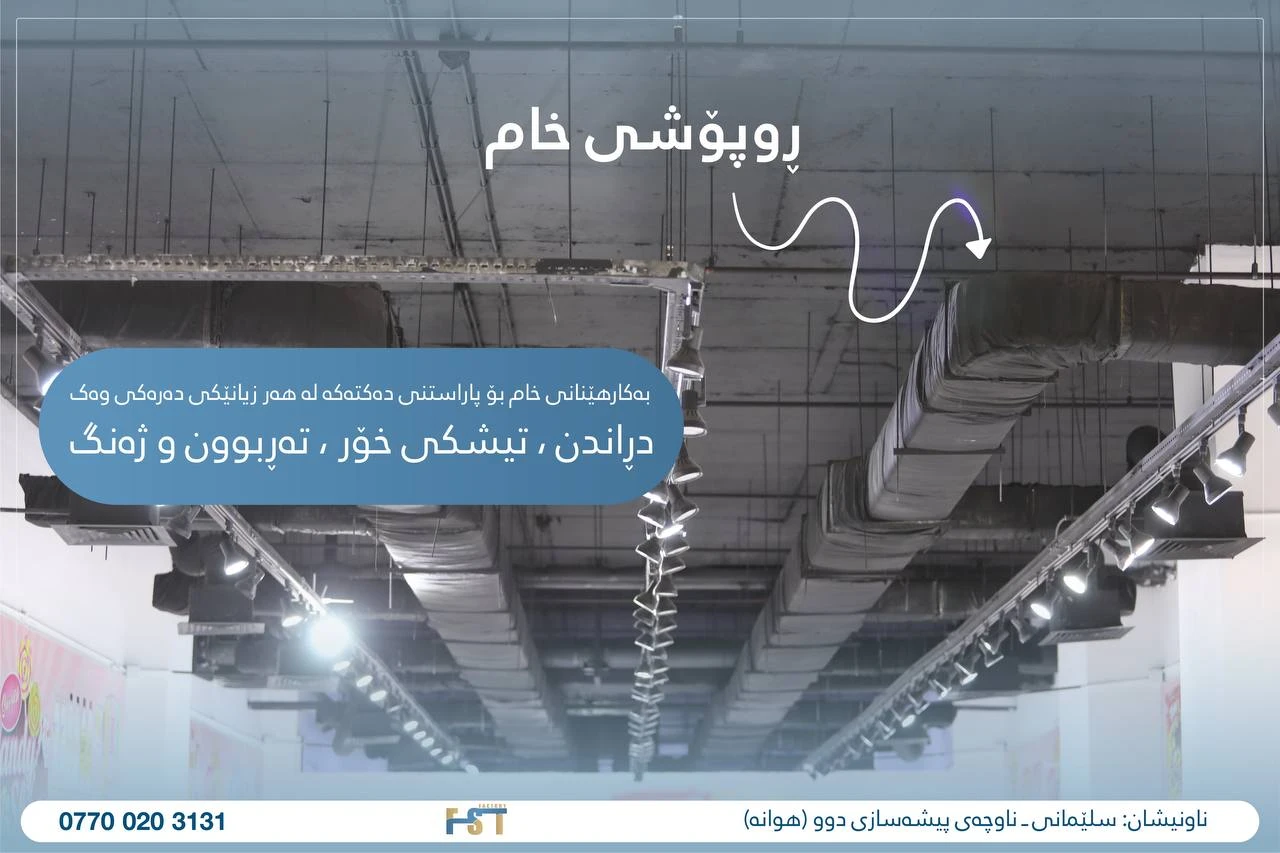 ڕوپۆشی خام
بەکارهێنانی خام بۆ پاراستنی دەکتەکە لە هەر زیانێکی دەرەکی وەک
دڕاندن ، تیشکی خۆر ، تەڕبوون و ژەنگ
ناونیشان: سلێمانی - ناوچەی پیشەسازی دوو (هوانە)
FACTORY
FST
0770 020 3131